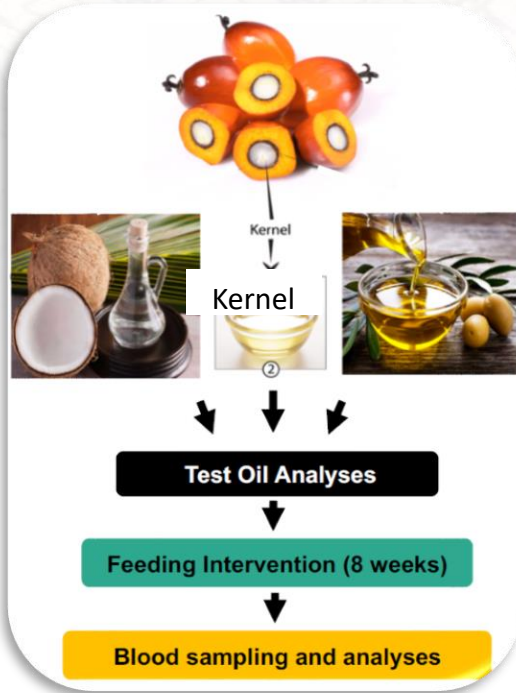 Kernel
Kernel
②
Test Oil Analyses
Feeding Intervention (8 weeks)
Blood sampling and analyses